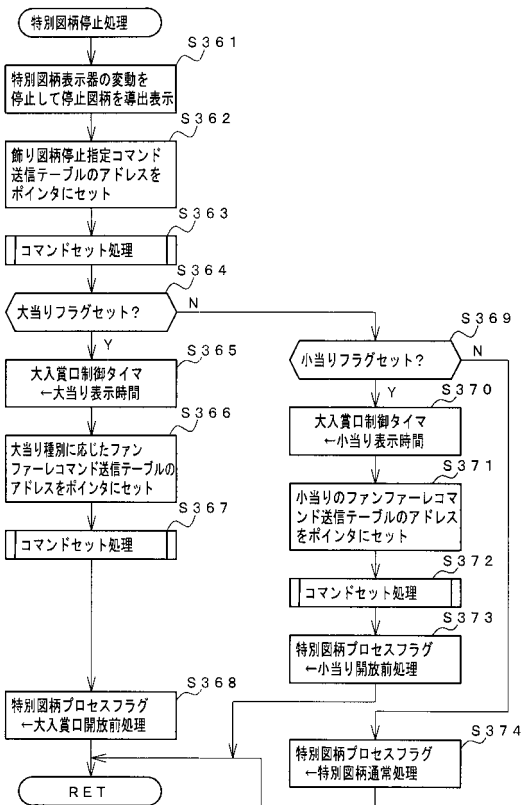 特別図柄停止処理
S361
特別図柄表示器の変動を
停止して停止図柄を導出表示
S362
飾り図柄停止指定コマンド
送信テーブルのアドレスを
ポインタにセット
S363
コマンドセット処理
S364
大当りフラグセット?
N
Y
S365
大入賞口制御タイマ
←大当り表示時間
S366
大当り種別に応じたファン
ファーレコマンド送信テーブルの
アドレスをポインタにセット
S367
コマンドセット処理
S368
特別図柄プロセスフラグ
←大入賞口開放前処理
RET
S369
小当りフラグセット?
N
Y
S370
大入賞口制御タイマ
←小当り表示時間
S371
小当りのファンファーレコマ
ンド送信テーブルのアドレス
をポインタにセット
S372
コマンドセット処理
S373
特別図柄プロセスフラグ
←小当り開放前処理
S374
特別図柄プロセスフラグ
←特別図柄通常処理